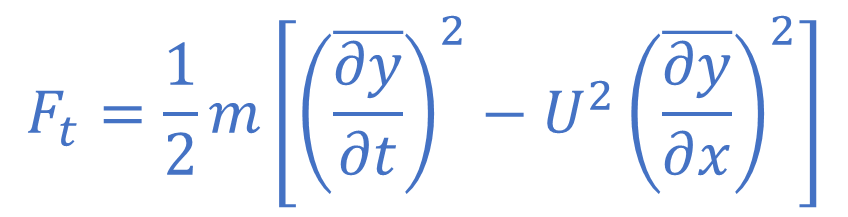 F_t = \frac{1}{2} m \left[ \left( \frac{\overline{\partial y}}{\partial t} \right)^2 - U^2 \left( \frac{\overline{\partial y}}{\partial x} \right)^2 \right]